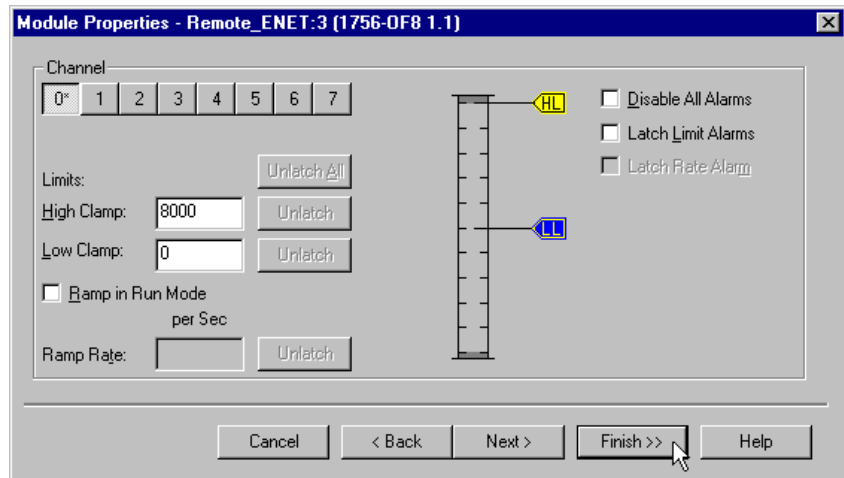 Module Properties - Remote_ENET:3 (1756-OF8 1.1)
Channel
0* 1 2 3 4 5 6 7
HL
Disable All Alarms
Latch Limit Alarms
Latch Rate Alarm
Limits:
Unlatch All
High Clamp: 8000 Unlatch
LL
Low Clamp: 0 Unlatch
Ramp in Run Mode
per Sec
Ramp Rate: Unlatch
Cancel < Back Next > Finish >> Help